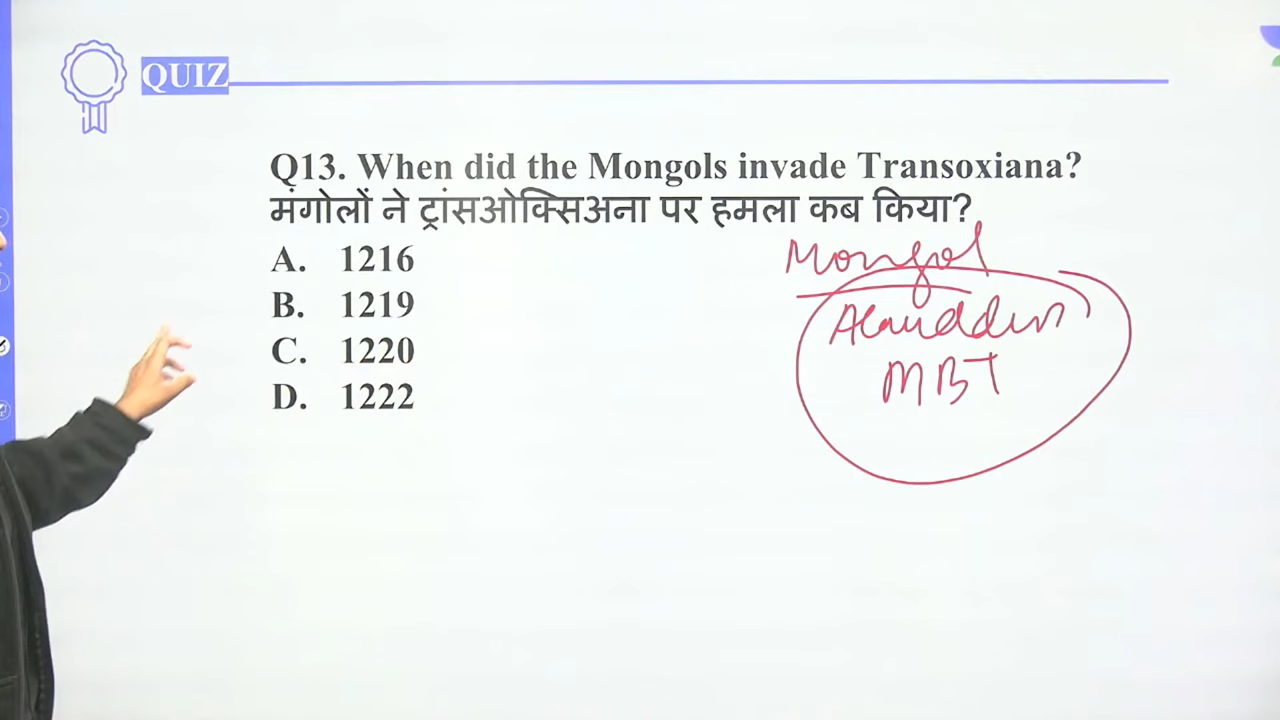 QUIZ
Q13. When did the Mongols invade Transoxiana?
मंगोलों ने ट्रांसओक्सिअना पर हमला कब किया?
A. 1216
B. 1219
C. 1220
D. 1222
Mongol
Alauddin
MBT